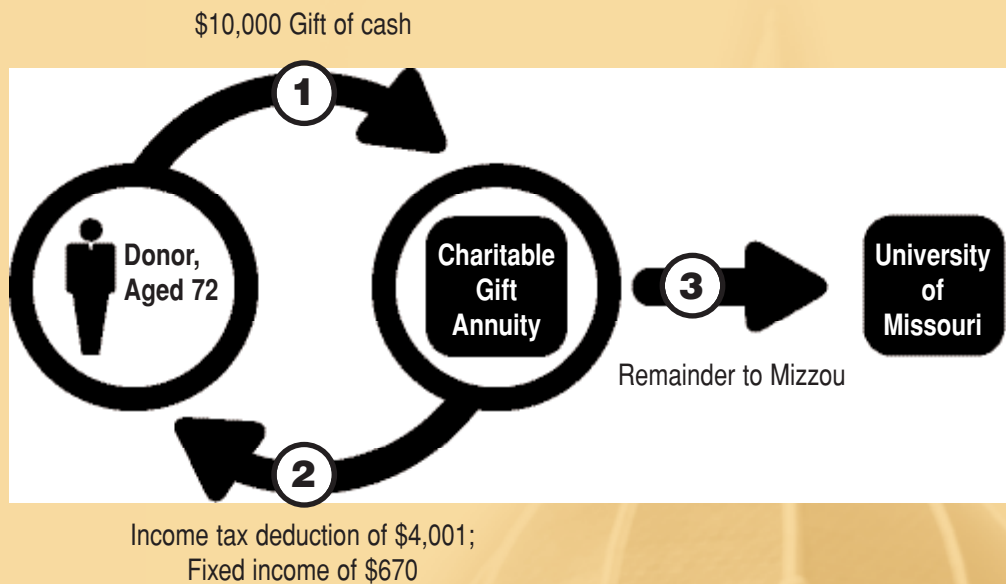 $10,000 Gift of cash
1
Donor,
Aged 72
Charitable
Gift
Annuity
3
University
of
Missouri
Remainder to Mizzou
2
Income tax deduction of $4,001;
Fixed income of $670